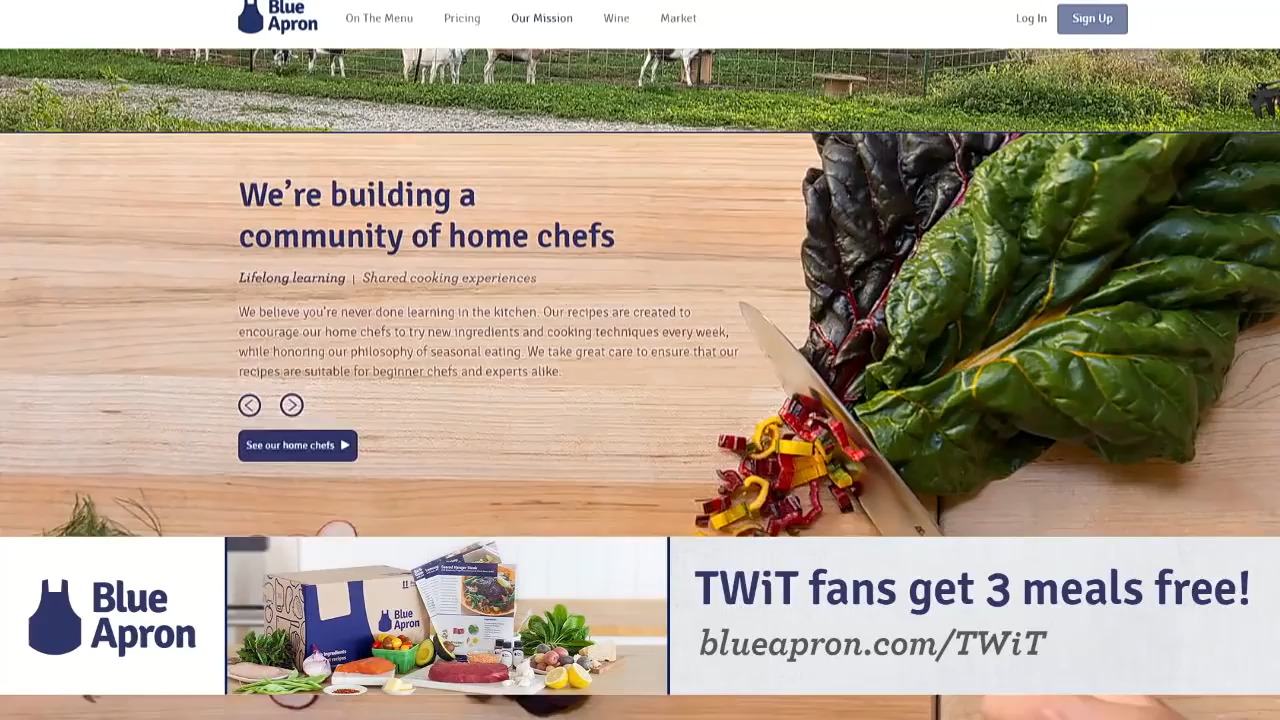 Blue
Apron
On The Menu
Pricing
Our Mission
Wine
Market
Log In
Sign Up
We're building a
community of home chefs
Lifelong learning | Shared cooking experiences
We believe you're never done learning in the kitchen. Our recipes are created to
encourage our home chefs to try new ingredients and cooking techniques every week,
while honoring our philosophy of seasonal eating. We take great care to ensure that our
recipes are suitable for beginner chefs and experts alike.
See our home chefs
Blue
Apron
Blue
Apron
TWiT fans get 3 meals free!
blueapron.com/TWiT